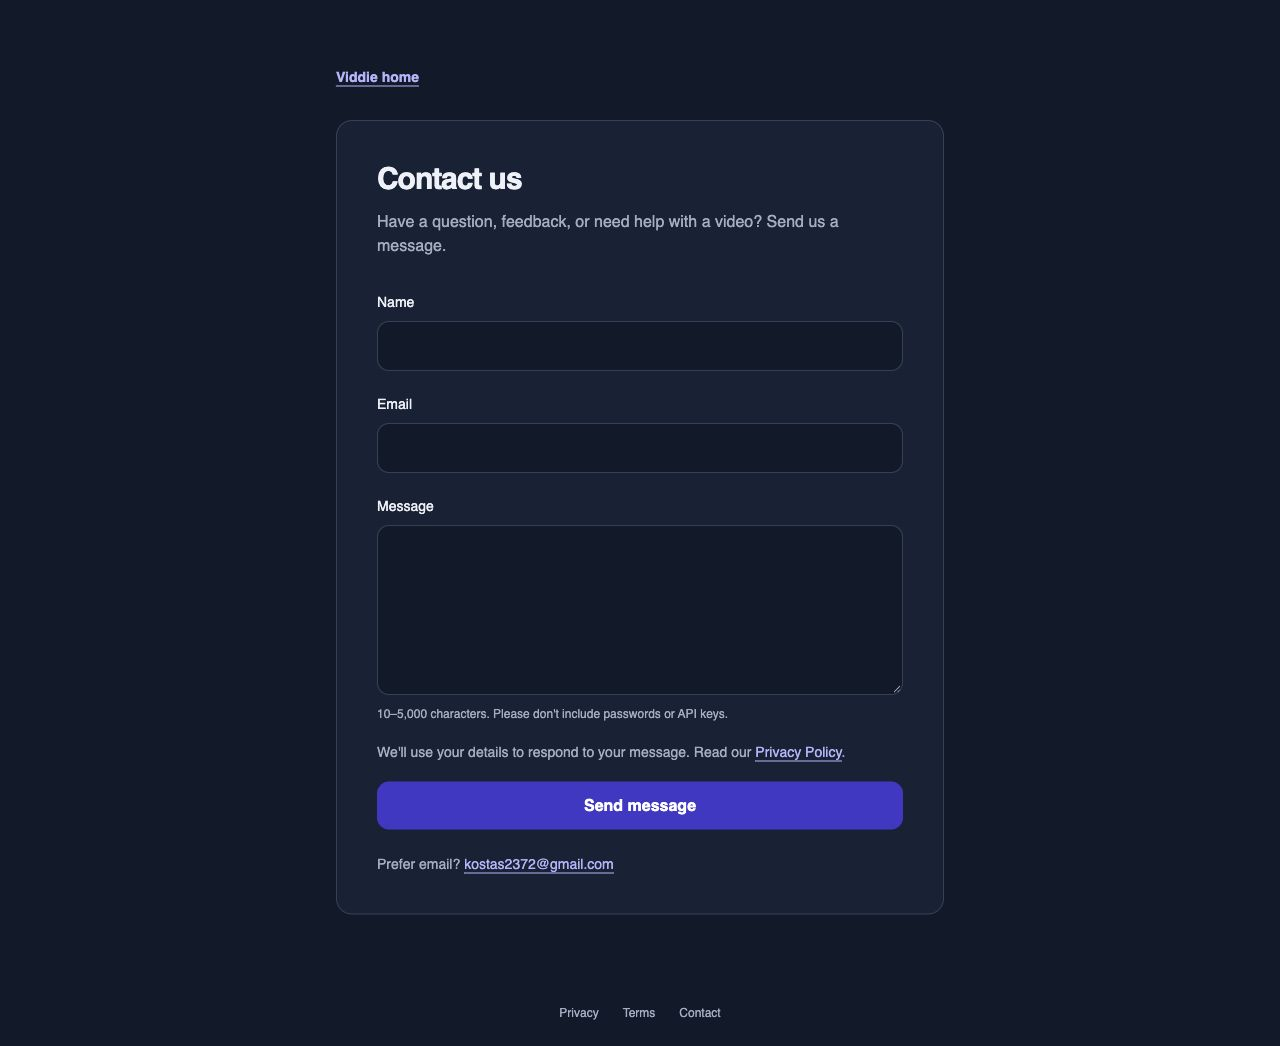 Viddie home
Contact us
Have a question, feedback, or need help with a video? Send us a
message.
Name
Email
Message
10–5,000 characters. Please don't include passwords or API keys.
We'll use your details to respond to your message. Read our Privacy Policy.
Send message
Prefer email? kostas2372@gmail.com
Privacy Terms Contact